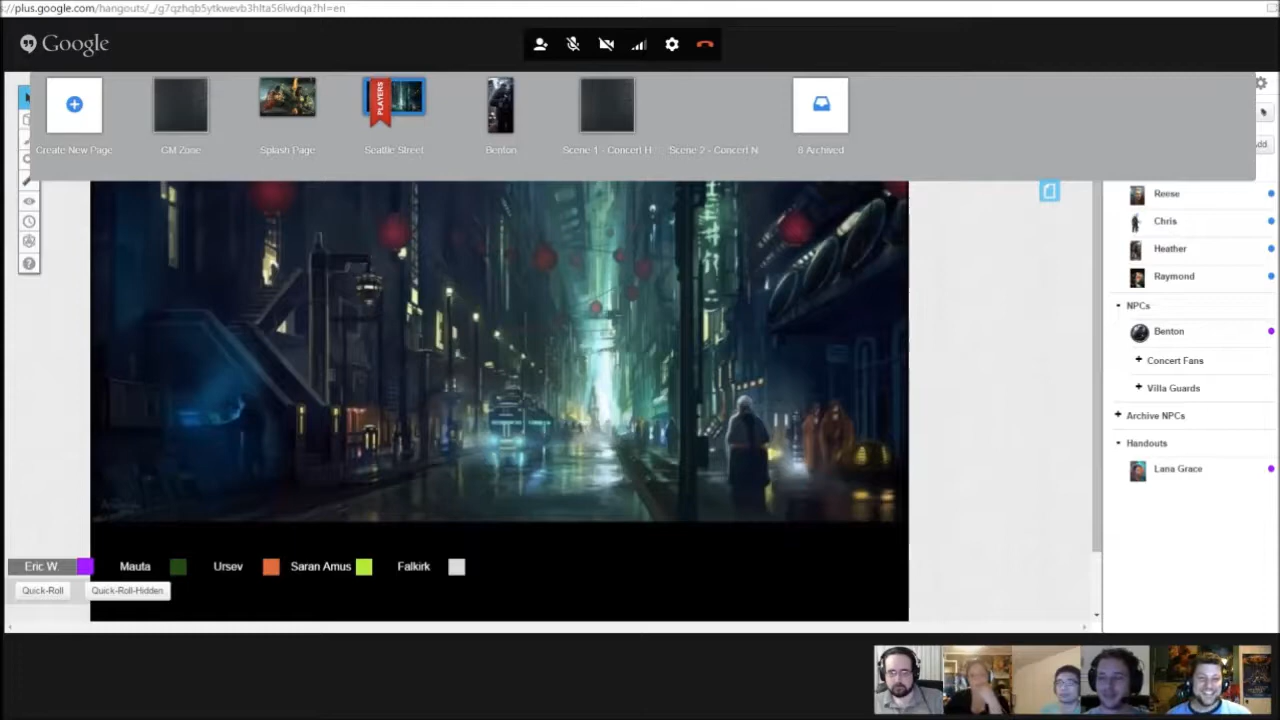 ://plus.google.com/hangouts/_/g7qzhqb5ytkwevb3hlta56lwdqa?hl=en
Google
PLAYERS
Create New Page
GM Zone
Splash Page
Seattle Street
Benton
Scene 1 - Concert H
Scene 2 - Concert N
8 Archived
Reese
Chris
Heather
Raymond
NPCs
Benton
Concert Fans
Villa Guards
Archive NPCs
Handouts
Lana Grace
Eric W.
Mauta
Ursev
Saran Amus
Falkirk
Quick-Roll
Quick-Roll-Hidden